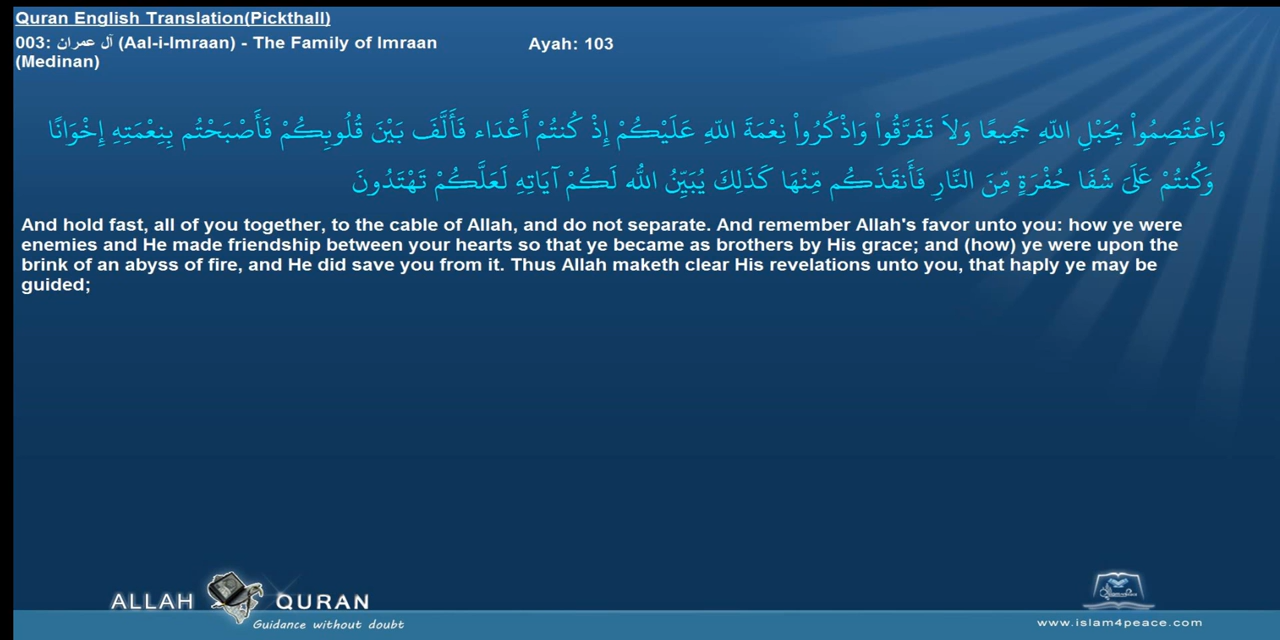 Quran English Translation(Pickthall)
003: آل عمران (Aal-i-Imraan) - The Family of Imraan
(Medinan)
Ayah: 103
وَاعْتَصِمُواْ بِحَبْلِ اللّهِ جَمِيعًا وَلاَ تَفَرَّقُواْ وَاذْكُرُواْ نِعْمَةَ اللّهِ عَلَيْكُمْ إِذْ كُنتُمْ أَعْدَاء فَأَلَّفَ بَيْنَ قُلُوبِكُمْ فَأَصْبَحْتُم بِنِعْمَتِهِ إِخْوَانًا
وَكُنتُمْ عَلَىَ شَفَا حُفْرَةٍ مِّنَ النَّارِ فَأَنقَذَكُم مِّنْهَا كَذَلِكَ يُبَيِّنُ اللّهُ لَكُمْ آيَاتِهِ لَعَلَّكُمْ تَهْتَدُونَ
And hold fast, all of you together, to the cable of Allah, and do not separate. And remember Allah's favor unto you: how ye were
enemies and He made friendship between your hearts so that ye became as brothers by His grace; and (how) ye were upon the
brink of an abyss of fire, and He did save you from it. Thus Allah maketh clear His revelations unto you, that haply ye may be
guided;
ALLAH QURAN
Guidance without doubt
www.islam4peace.com